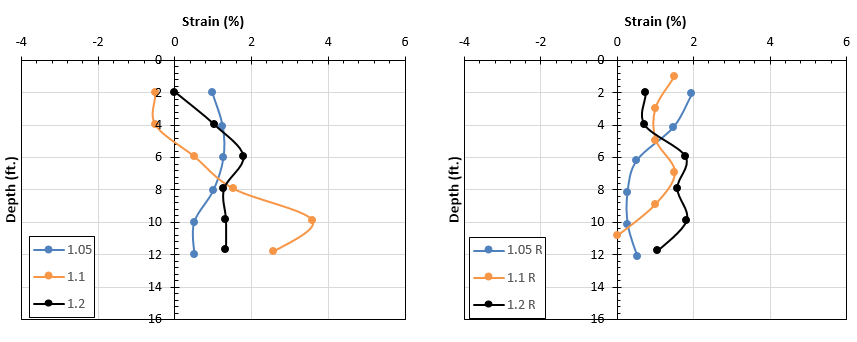 Strain (%)
-4 -2 0 2 4 6
0
2
4
6
8
10
12
14
16
Depth (ft.)
1.05
1.1
1.2
Strain (%)
-4 -2 0 2 4 6
0
2
4
6
8
10
12
14
16
Depth (ft.)
1.05 R
1.1 R
1.2 R